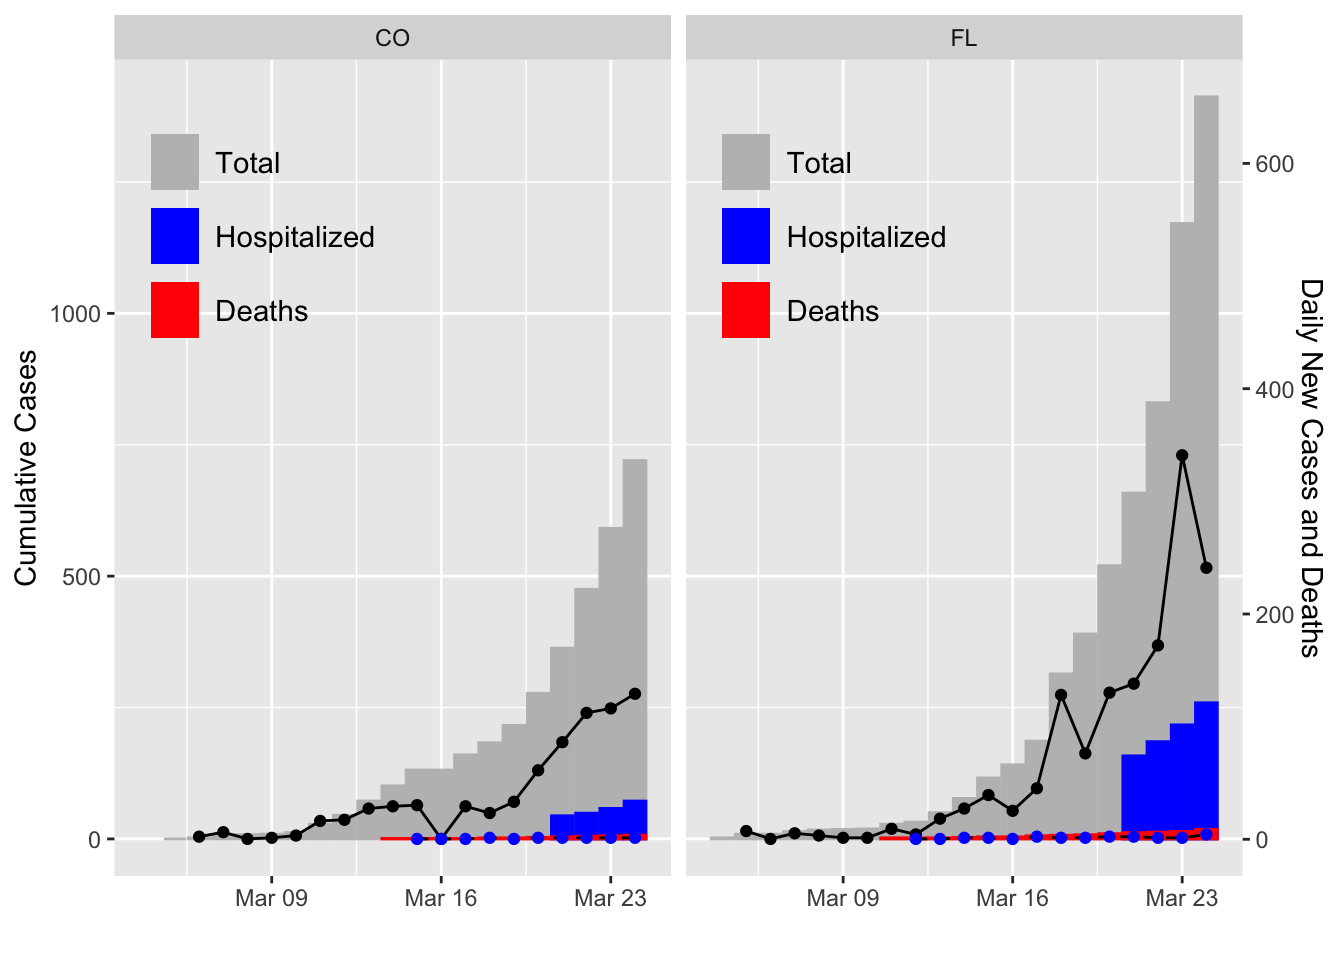 CO
FL
Total
Hospitalized
Deaths
Total
Hospitalized
Deaths
Cumulative Cases
1000
500
0
600
400
200
0
Daily New Cases and Deaths
Mar 09
Mar 16
Mar 23
Mar 09
Mar 16
Mar 23